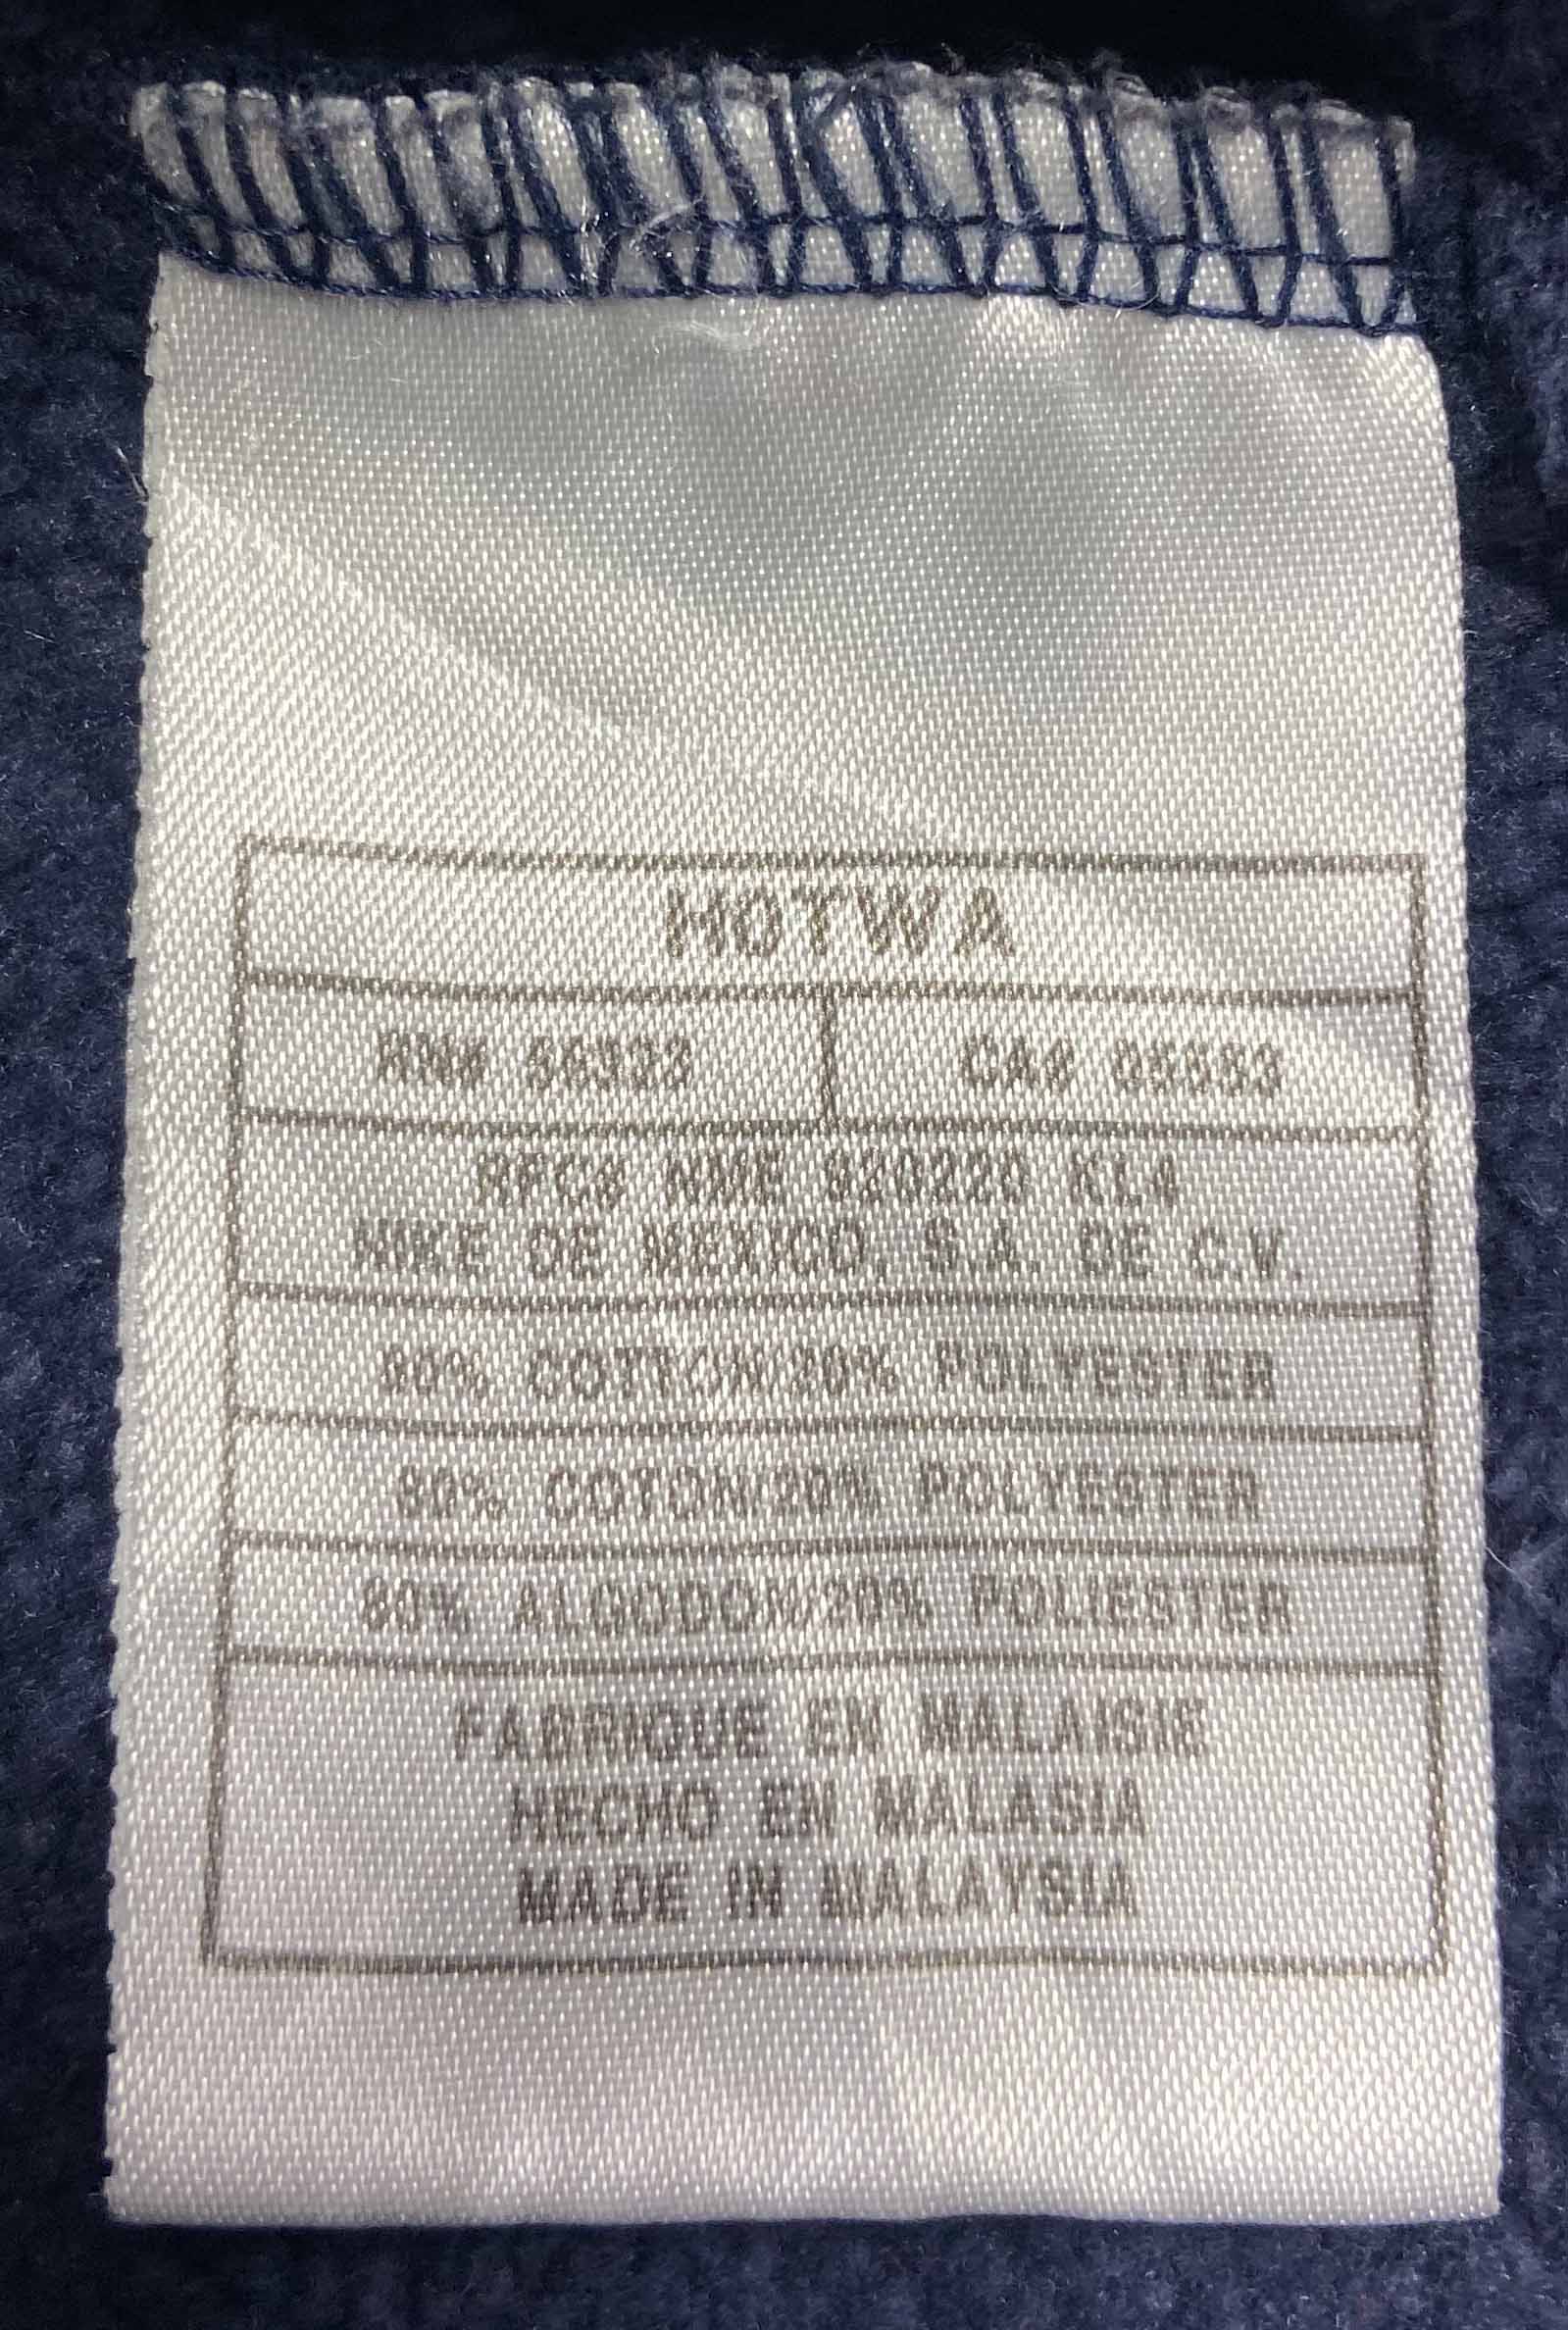 HOTWA
RN# 56323 CA# 05553
RFC# NME 920220 KL4
NIKE DE MEXICO, S.A. DE C.V.
80% COTTON/20% POLYESTER
80% COTON/20% POLYESTER
80% ALGODON/20% POLIESTER
FABRIQUE EN MALAISIE
HECHO EN MALASIA
MADE IN MALAYSIA